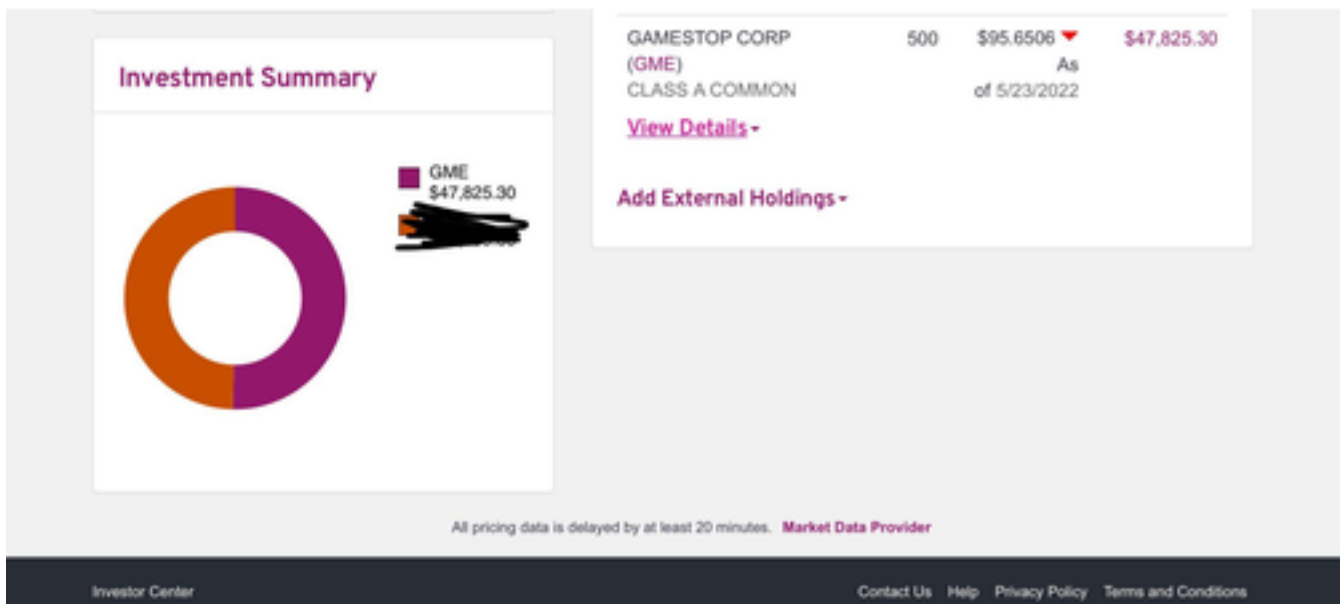 Investment Summary
GME
$47,825.30
GAMESTOP CORP 500 $95.6506 $47,825.30
(GME) As
CLASS A COMMON of 5/23/2022
View Details
Add External Holdings
All pricing data is delayed by at least 20 minutes. Market Data Provider
Investor Center Contact Us Help Privacy Policy Terms and Conditions